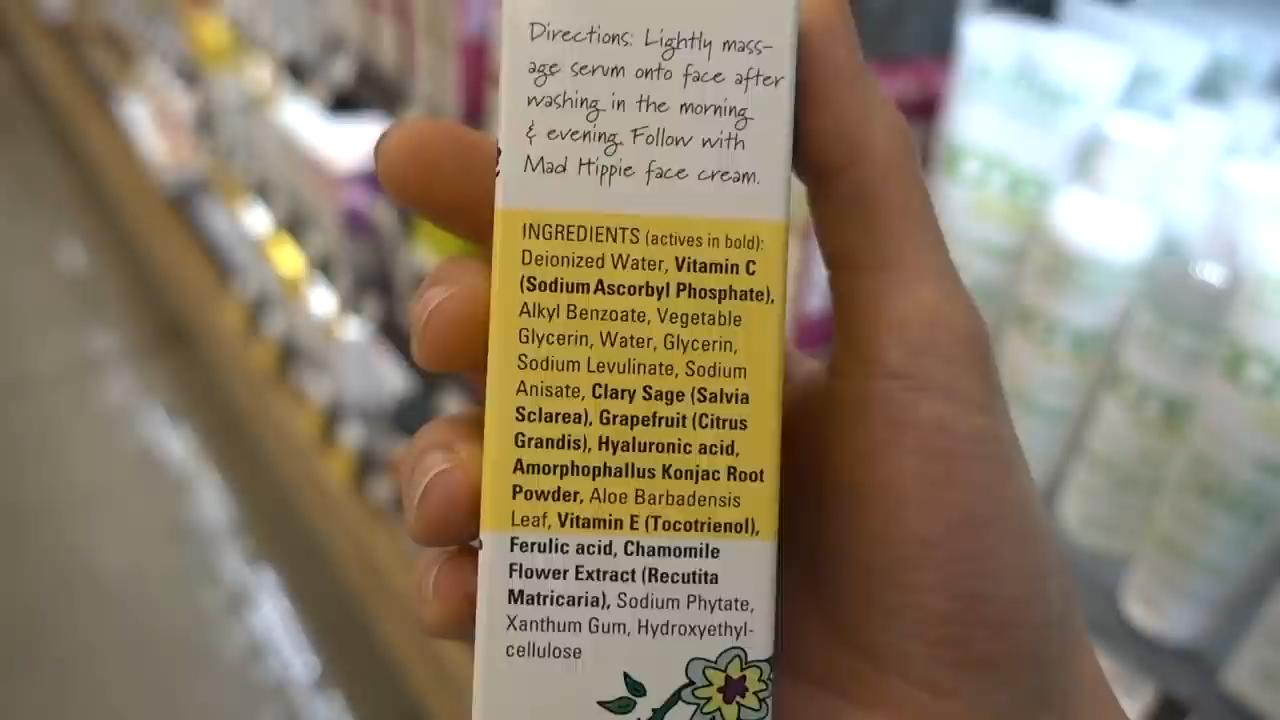 Directions: Lightly mass-
age serum onto face after
washing in the morning
& evening. Follow with
Mad Hippie face cream.
INGREDIENTS (actives in bold):
Deionized Water, Vitamin C
(Sodium Ascorbyl Phosphate),
Alkyl Benzoate, Vegetable
Glycerin, Water, Glycerin,
Sodium Levulinate, Sodium
Anisate, Clary Sage (Salvia
Sclarea), Grapefruit (Citrus
Grandis), Hyaluronic acid,
Amorphophallus Konjac Root
Powder, Aloe Barbadensis
Leaf, Vitamin E (Tocotrienol),
Ferulic acid, Chamomile
Flower Extract (Recutita
Matricaria), Sodium Phytate,
Xanthum Gum, Hydroxyethyl-
cellulose